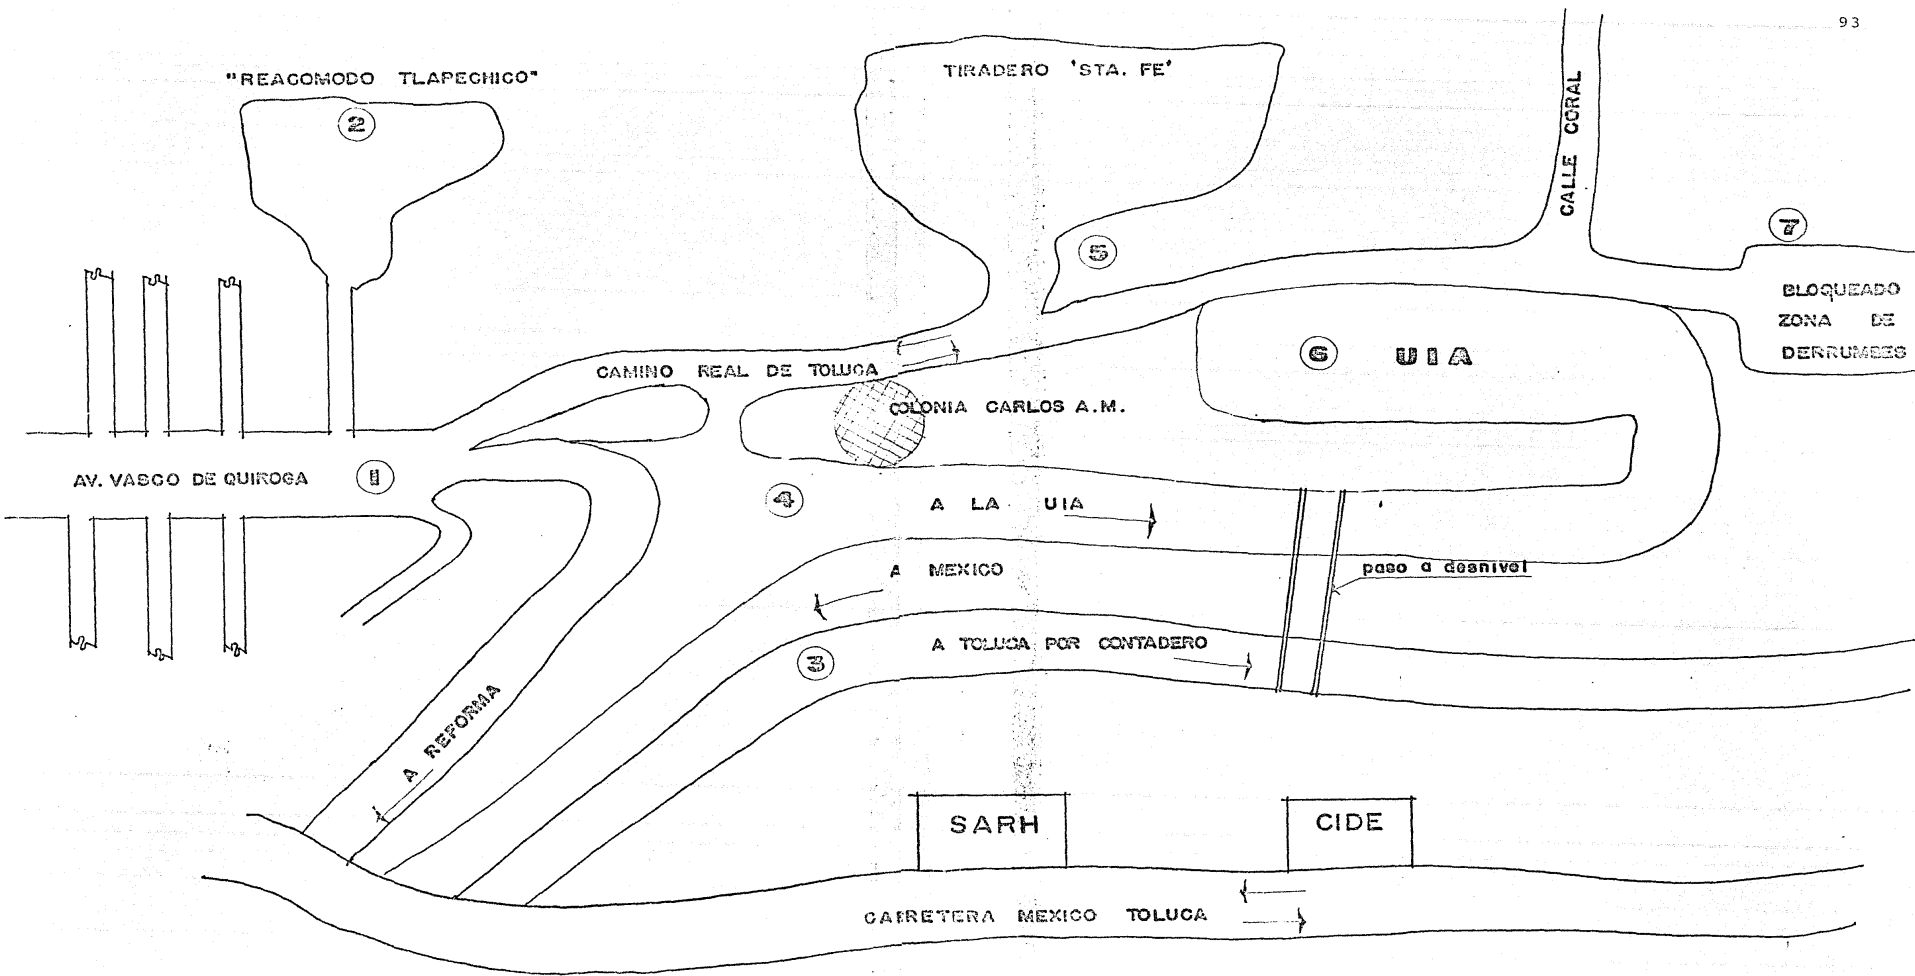 93
"REACOMODO TLAPECHICO"
2
TIRADERO 'STA. FE'
CALLE CORAL
5
7
BLOQUEADO
ZONA DE
DERRUMBES
6 UIA
CAMINO REAL DE TOLUCA
COLONIA CARLOS A.M.
AV. VASCO DE QUIROGA
1
4
A LA UIA
A MEXICO
paso a desnivel
3
A TOLUCA POR CONTADERO
A REFORMA
SARH
CIDE
CARRETERA MEXICO TOLUCA